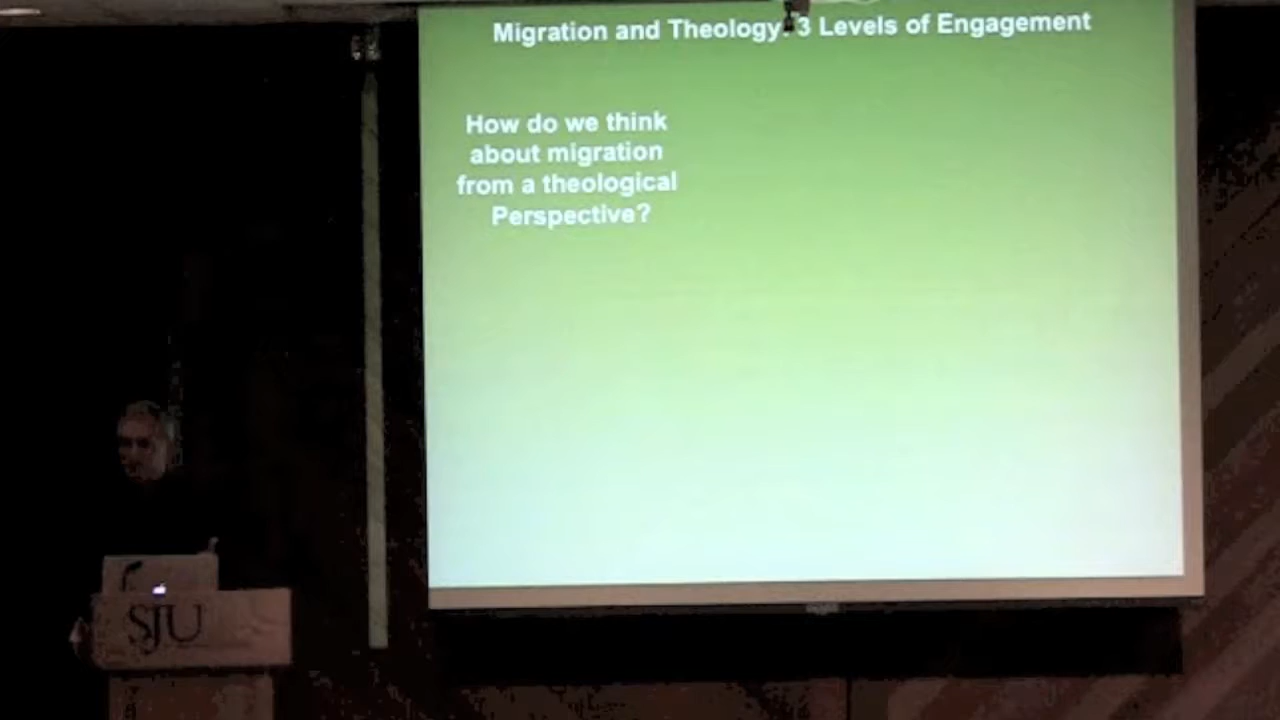 Migration and Theology: 3 Levels of Engagement
How do we think
about migration
from a theological
Perspective?
SJU